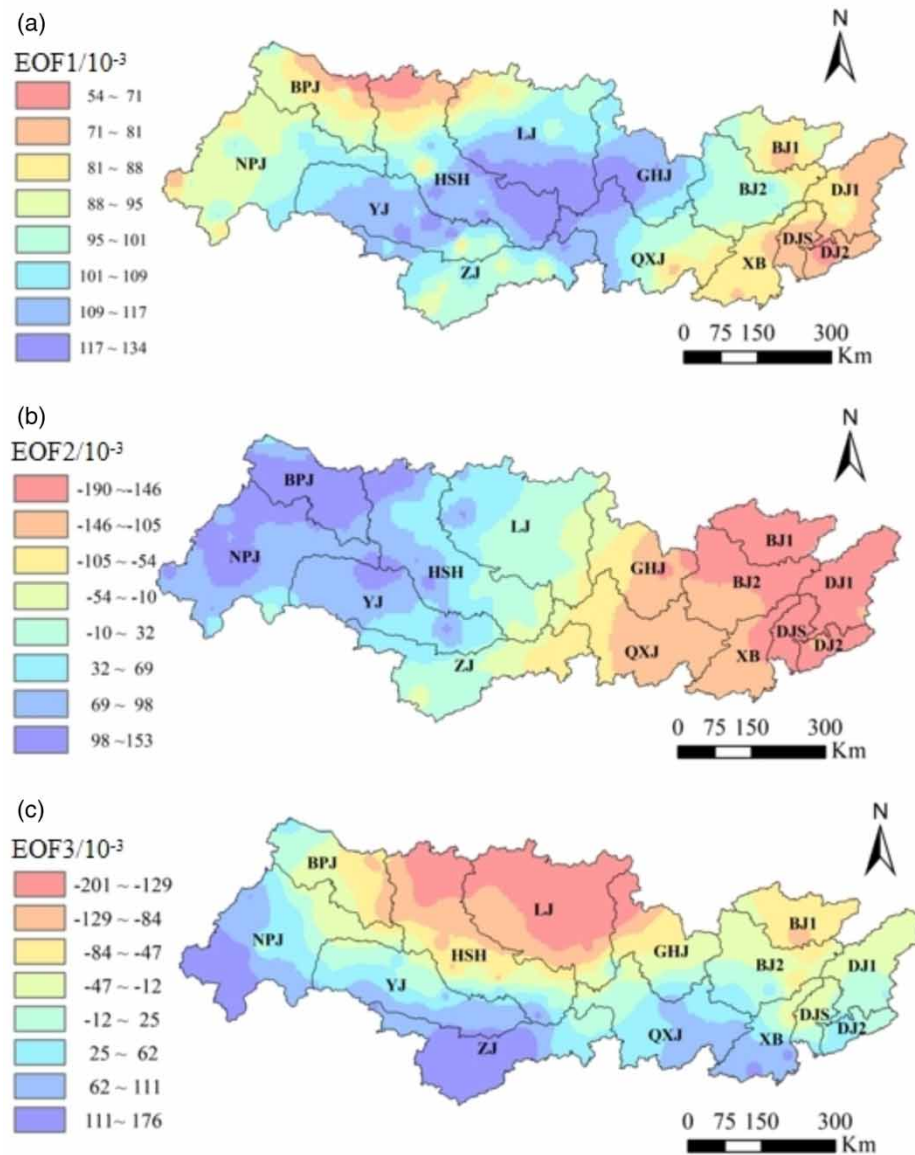 (a)
EOF1/10-3
54 ~ 71
71 ~ 81
81 ~ 88
88 ~ 95
95 ~ 101
101 ~ 109
109 ~ 117
117 ~ 134
BPJ
NPJ
YJ
HSH
ZJ
LJ
GHJ
QXJ
BJ1
BJ2
XB
DJ1
DJS
DJ2
N
0 75 150 300
Km
(b)
EOF2/10-3
-190 ~ -146
-146 ~ -105
-105 ~ -54
-54 ~ -10
-10 ~ 32
32 ~ 69
69 ~ 98
98 ~153
BPJ
NPJ
YJ
HSH
ZJ
LJ
GHJ
QXJ
BJ1
BJ2
XB
DJ1
DJS
DJ2
N
0 75 150 300
Km
(c)
EOF3/10-3
-201 ~ -129
-129 ~ -84
-84 ~ -47
-47 ~ -12
-12 ~ 25
25 ~ 62
62 ~ 111
111~ 176
BPJ
NPJ
YJ
HSH
ZJ
LJ
GHJ
QXJ
BJ1
BJ2
XB
DJ1
DJS
DJ2
N
0 75 150 300
Km